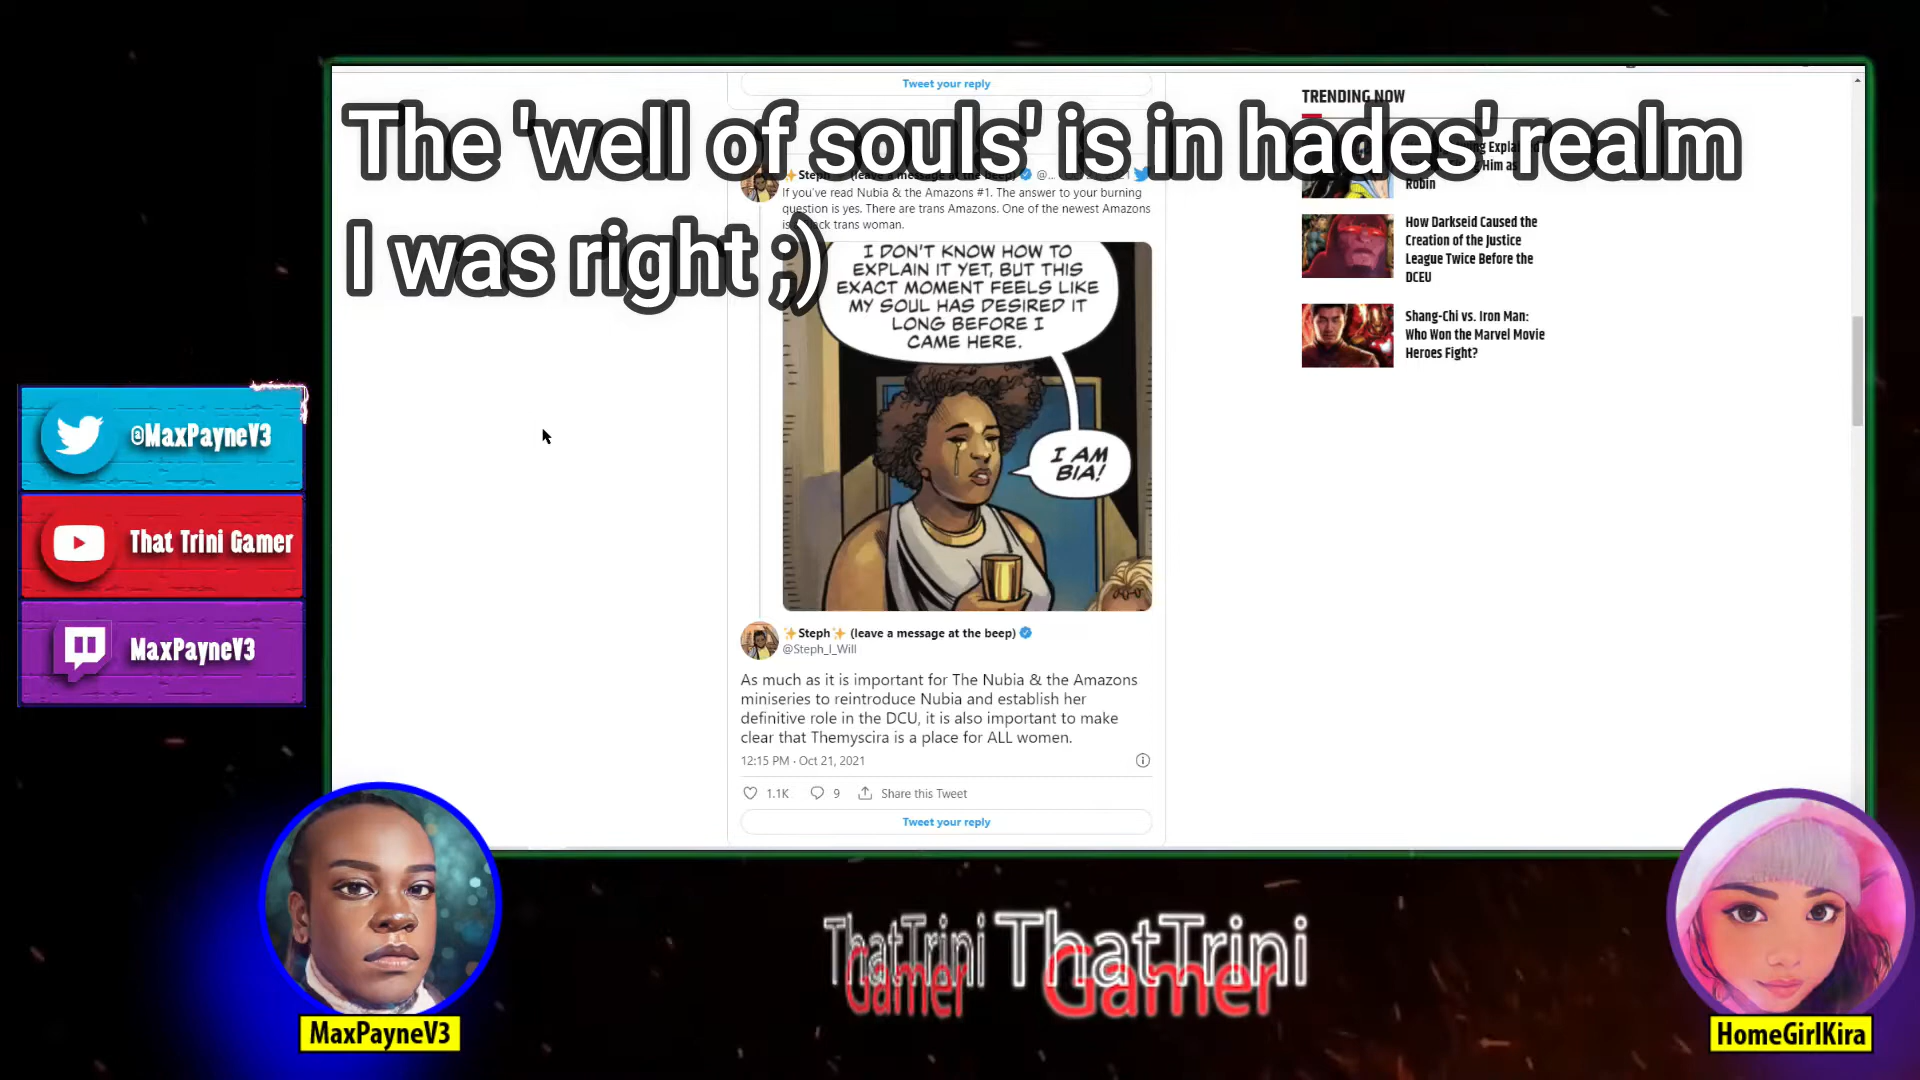 Tweet your reply
TRENDING NOW
The 'well of souls' is in hades' realm
I was right ;)
Steph (leave a message at the beep) @...
If you've read Nubia & the Amazons #1. The answer to your burning
question is yes. There are trans Amazons. One of the newest Amazons
trans woman.
Him as
Robin
How Darkseid Caused the
Creation of the Justice
League Twice Before the
DCEU
Shang-Chi vs. Iron Man:
Who Won the Marvel Movie
Heroes Fight?
I DON'T KNOW HOW TO
EXPLAIN IT YET, BUT THIS
EXACT MOMENT FEELS LIKE
MY SOUL HAS DESIRED IT
LONG BEFORE I
CAME HERE.
I AM
BIA!
@MaxPayneV3
That Trini Gamer
MaxPayneV3
✨Steph✨ (leave a message at the beep)
@Steph_I_Will
As much as it is important for The Nubia & the Amazons
miniseries to reintroduce Nubia and establish her
definitive role in the DCU, it is also important to make
clear that Themyscira is a place for ALL women.
12:15 PM · Oct 21, 2021
1.1K 9 Share this Tweet
Tweet your reply
ThatTrini ThatTrini
Gamer Gamer
MaxPayneV3
HomeGirlKira